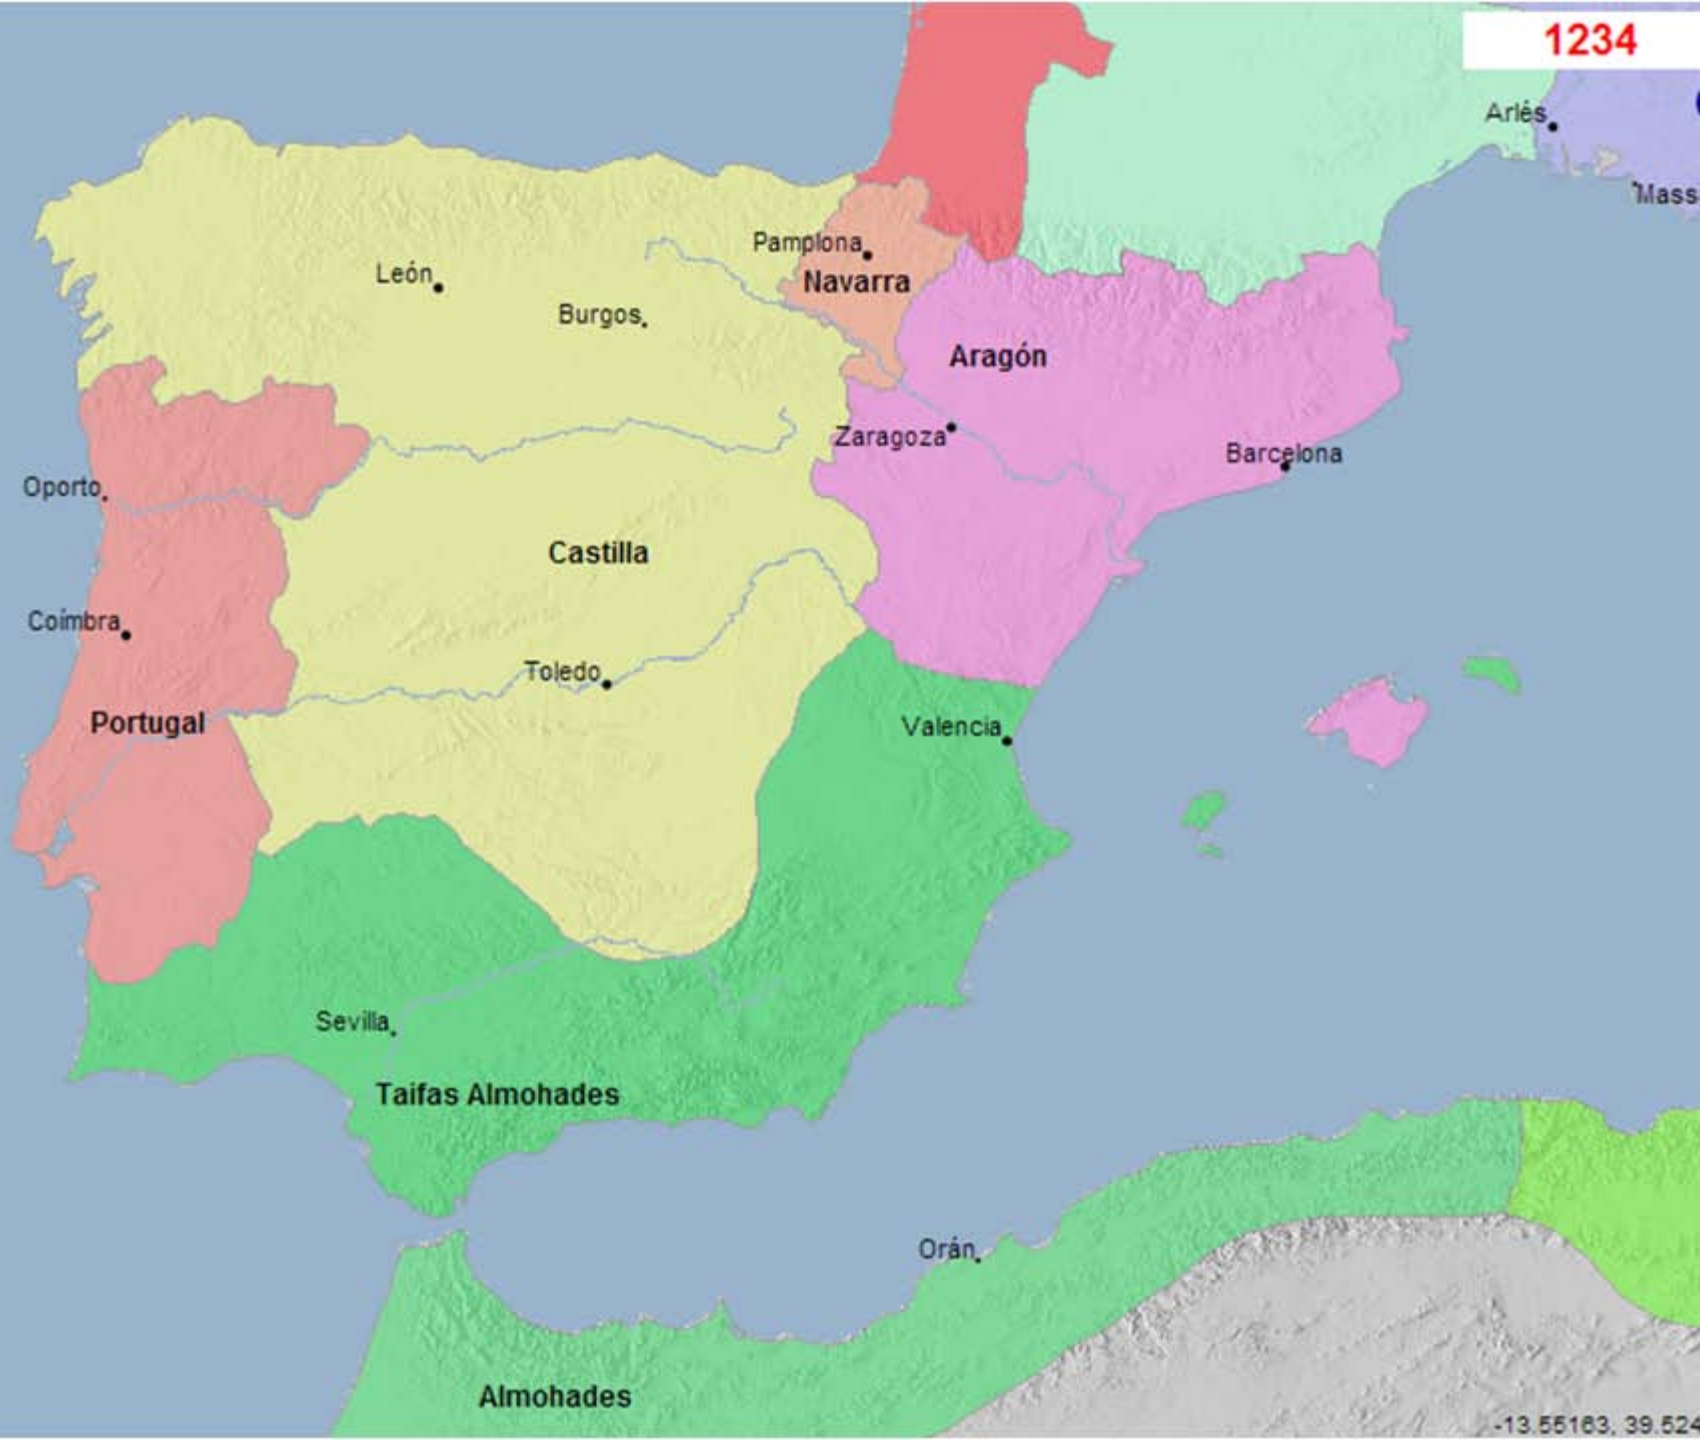 1234
Arlés
Mass
Pamplona
Navarra
León
Burgos
Aragón
Zaragoza
Barcelona
Oporto
Castilla
Coímbra
Toledo
Portugal
Valencia
Sevilla
Taifas Almohades
Orán
Almohades
-13.55163, 39.524